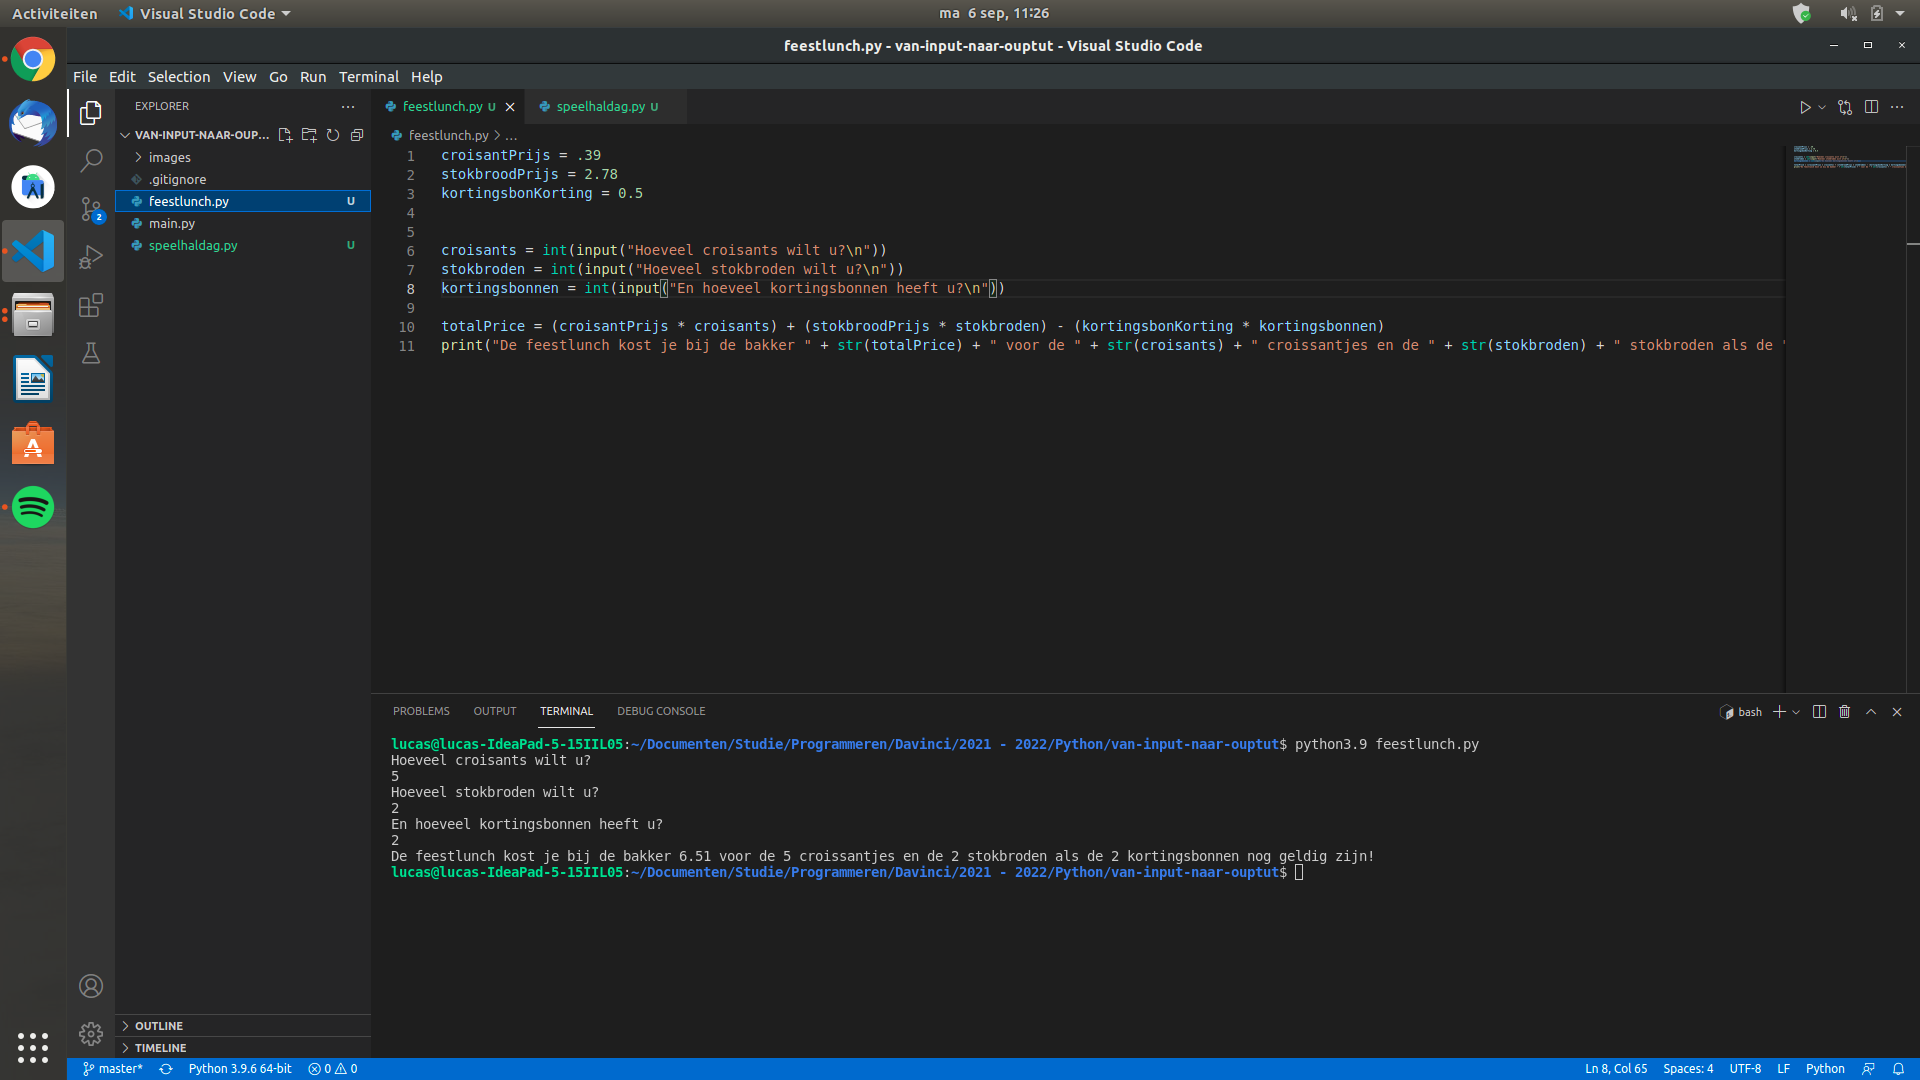 Activiteiten
Visual Studio Code
ma 6 sep, 11:26
feestlunch.py - van-input-naar-ouptut - Visual Studio Code
File Edit Selection View Go Run Terminal Help
EXPLORER
VAN-INPUT-NAAR-OUP...
images
.gitignore
feestlunch.py U
main.py
speelhaldag.py U
2
OUTLINE
TIMELINE
feestlunch.py U
speelhaldag.py U
feestlunch.py > ...
1 croisantPrijs = .39
2 stokbroodPrijs = 2.78
3 kortingsbonKorting = 0.5
4
5
6 croisants = int(input("Hoeveel croisants wilt u?\n"))
7 stokbroden = int(input("Hoeveel stokbroden wilt u?\n"))
8 kortingsbonnen = int(input("En hoeveel kortingsbonnen heeft u?\n"))
9
10 totalPrice = (croisantPrijs * croisants) + (stokbroodPrijs * stokbroden) - (kortingsbonKorting * kortingsbonnen)
11 print("De feestlunch kost je bij de bakker " + str(totalPrice) + " voor de " + str(croisants) + " croissantjes en de " + str(stokbroden) + " stokbroden als de "
PROBLEMS OUTPUT TERMINAL DEBUG CONSOLE
bash
lucas@lucas-IdeaPad-5-15IIL05:~/Documenten/Studie/Programmeren/Davinci/2021 - 2022/Python/van-input-naar-ouptut$ python3.9 feestlunch.py
Hoeveel croisants wilt u?
5
Hoeveel stokbroden wilt u?
2
En hoeveel kortingsbonnen heeft u?
2
De feestlunch kost je bij de bakker 6.51 voor de 5 croissantjes en de 2 stokbroden als de 2 kortingsbonnen nog geldig zijn!
lucas@lucas-IdeaPad-5-15IIL05:~/Documenten/Studie/Programmeren/Davinci/2021 - 2022/Python/van-input-naar-ouptut$
master* Python 3.9.6 64-bit 0 0
Ln 8, Col 65 Spaces: 4 UTF-8 LF Python